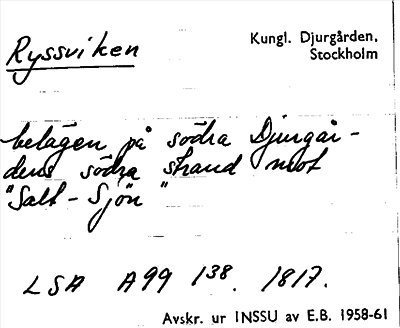 Ryssviken
Kungl. Djurgården,
Stockholm
belägen på södra Djurgår-
dens södra strand mot
"Salt-Sjön"
LSA A99 138. 1817.
Avskr. ur INSSU av E.B. 1958-61